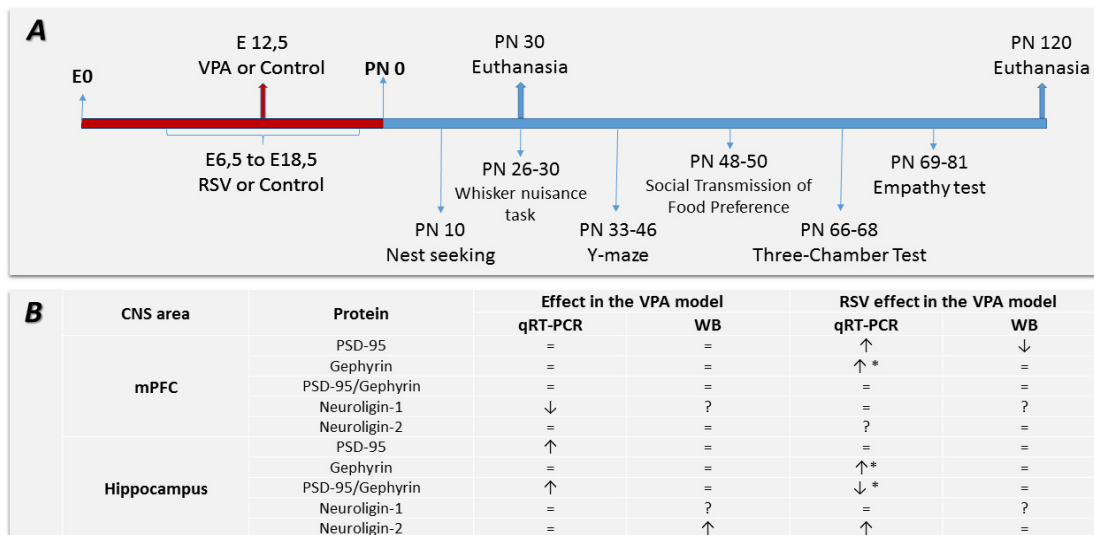 A
E 12,5
VPA or Control
E0
PN 0
PN 30
Euthanasia
PN 120
Euthanasia
E6,5 to E18,5
RSV or Control
PN 10
Nest seeking
PN 26-30
Whisker nuisance
task
PN 33-46
Y-maze
PN 48-50
Social Transmission of
Food Preference
PN 66-68
Three-Chamber Test
PN 69-81
Empathy test
B
CNS area Protein Effect in the VPA model RSV effect in the VPA model
qRT-PCR WB qRT-PCR WB
mPFC
PSD-95 = = ↑ ↓
Gephyrin = = ↑ * =
PSD-95/Gephyrin = = = =
Neuroligin-1 ↓ ? = ?
Neuroligin-2 = = ? =
Hippocampus
PSD-95 ↑ = = =
Gephyrin = = ↑* =
PSD-95/Gephyrin ↑ = ↓ * =
Neuroligin-1 = ? = ?
Neuroligin-2 = ↑ ↑ =